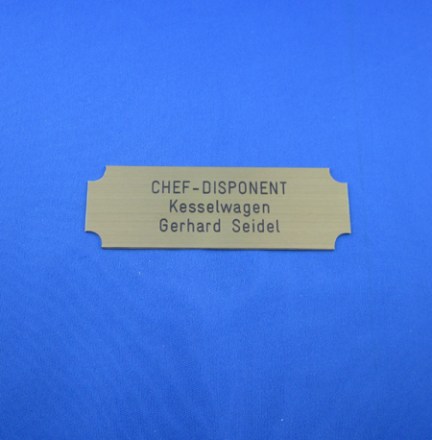 CHEF-DISPONENT
Kesselwagen
Gerhard Seidel